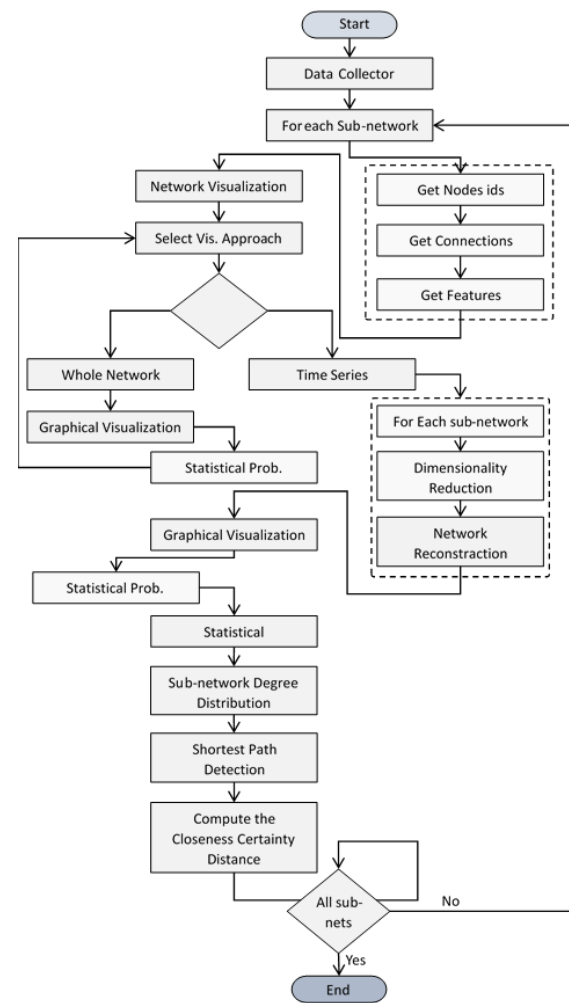 Start
Data Collector
For each Sub-network
Network Visualization
Get Nodes ids
Select Vis. Approach
Get Connections
Get Features
Whole Network
Time Series
Graphical Visualization
For Each sub-network
Statistical Prob.
Dimensionality
Reduction
Graphical Visualization
Network
Reconstraction
Statistical Prob.
Statistical
Sub-network Degree
Distribution
Shortest Path
Detection
Compute the
Closeness Certainty
Distance
All sub-
nets
No
Yes
End